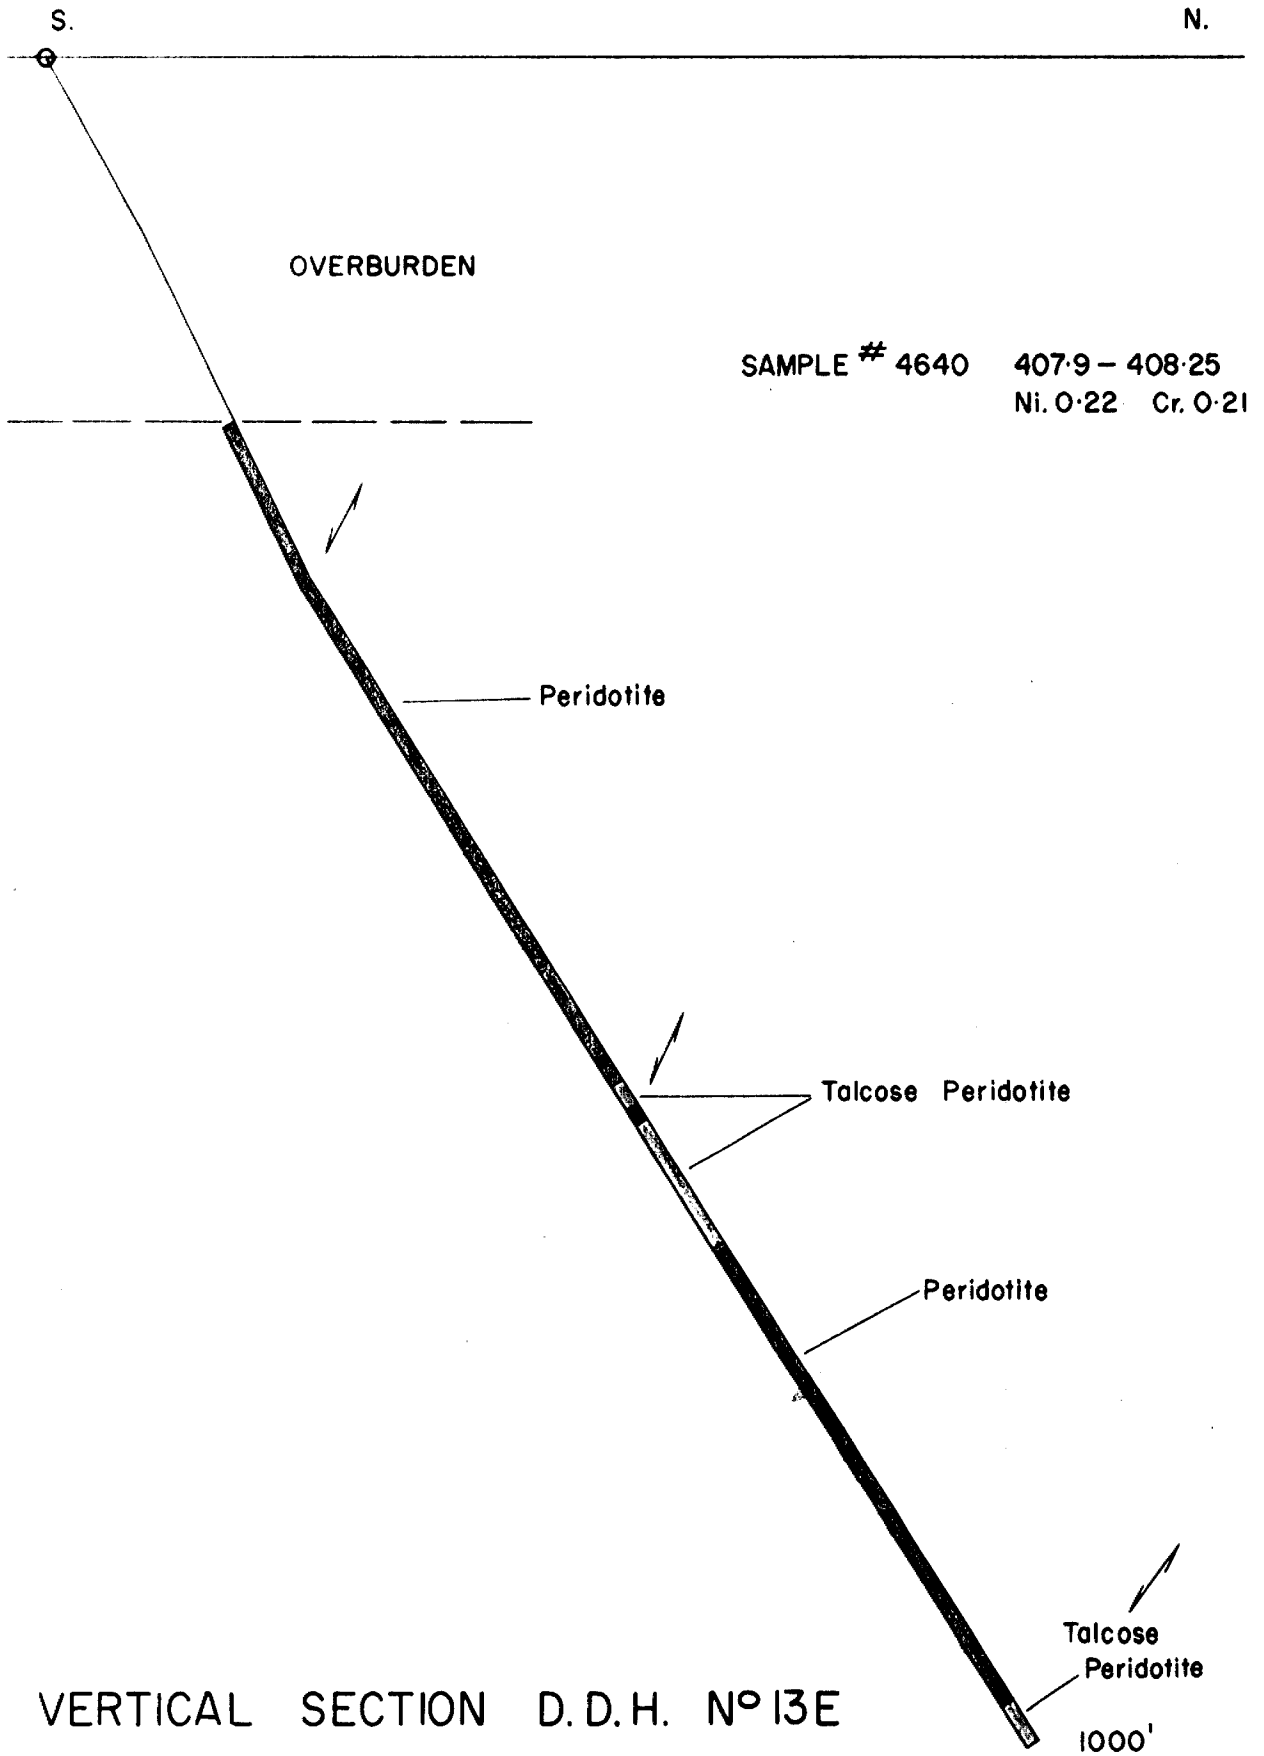 S. N.
OVERBURDEN
SAMPLE # 4640 407·9 – 408·25
Ni. 0·22 Cr. 0·21
Peridotite
Talcose Peridotite
Peridotite
Talcose
Peridotite
VERTICAL SECTION D.D.H. Nº 13E
1000'